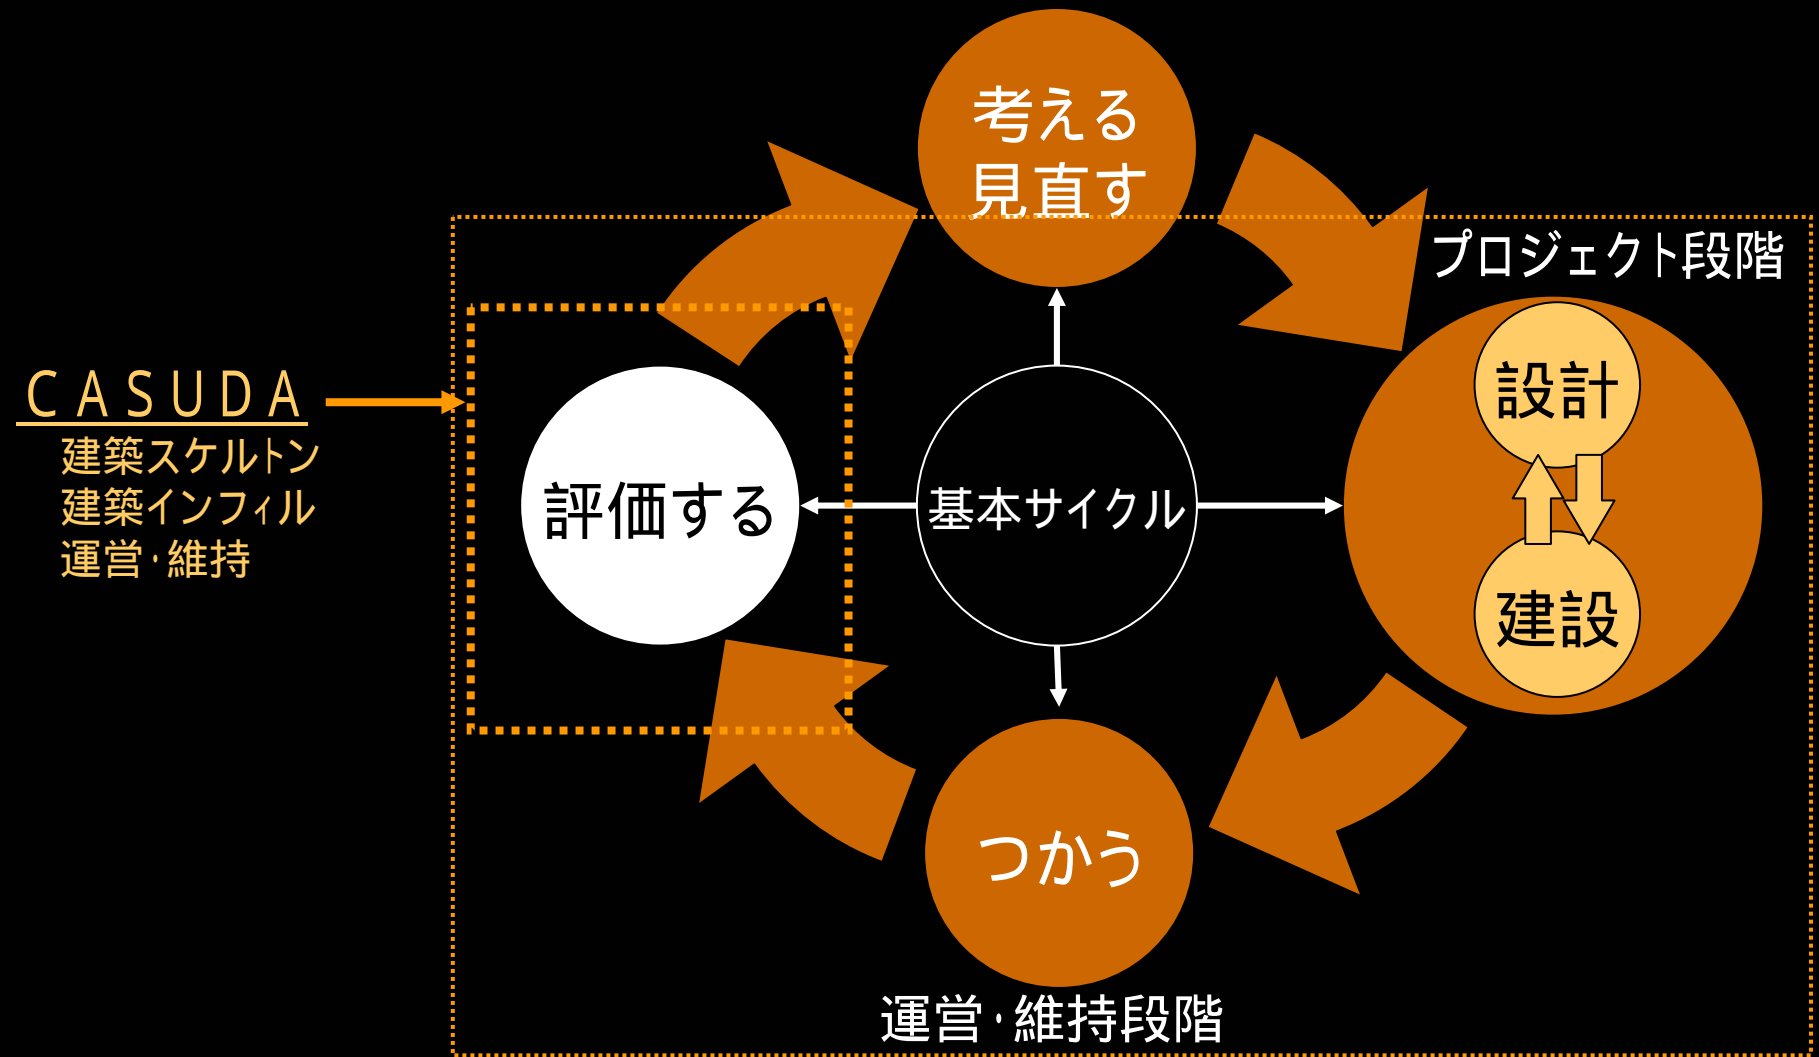 考える
見直す
プロジェクト段階
設計
CASUDA
建築スケルトン
建築インフィル
運営・維持
評価する
基本サイクル
建設
つかう
運営・維持段階